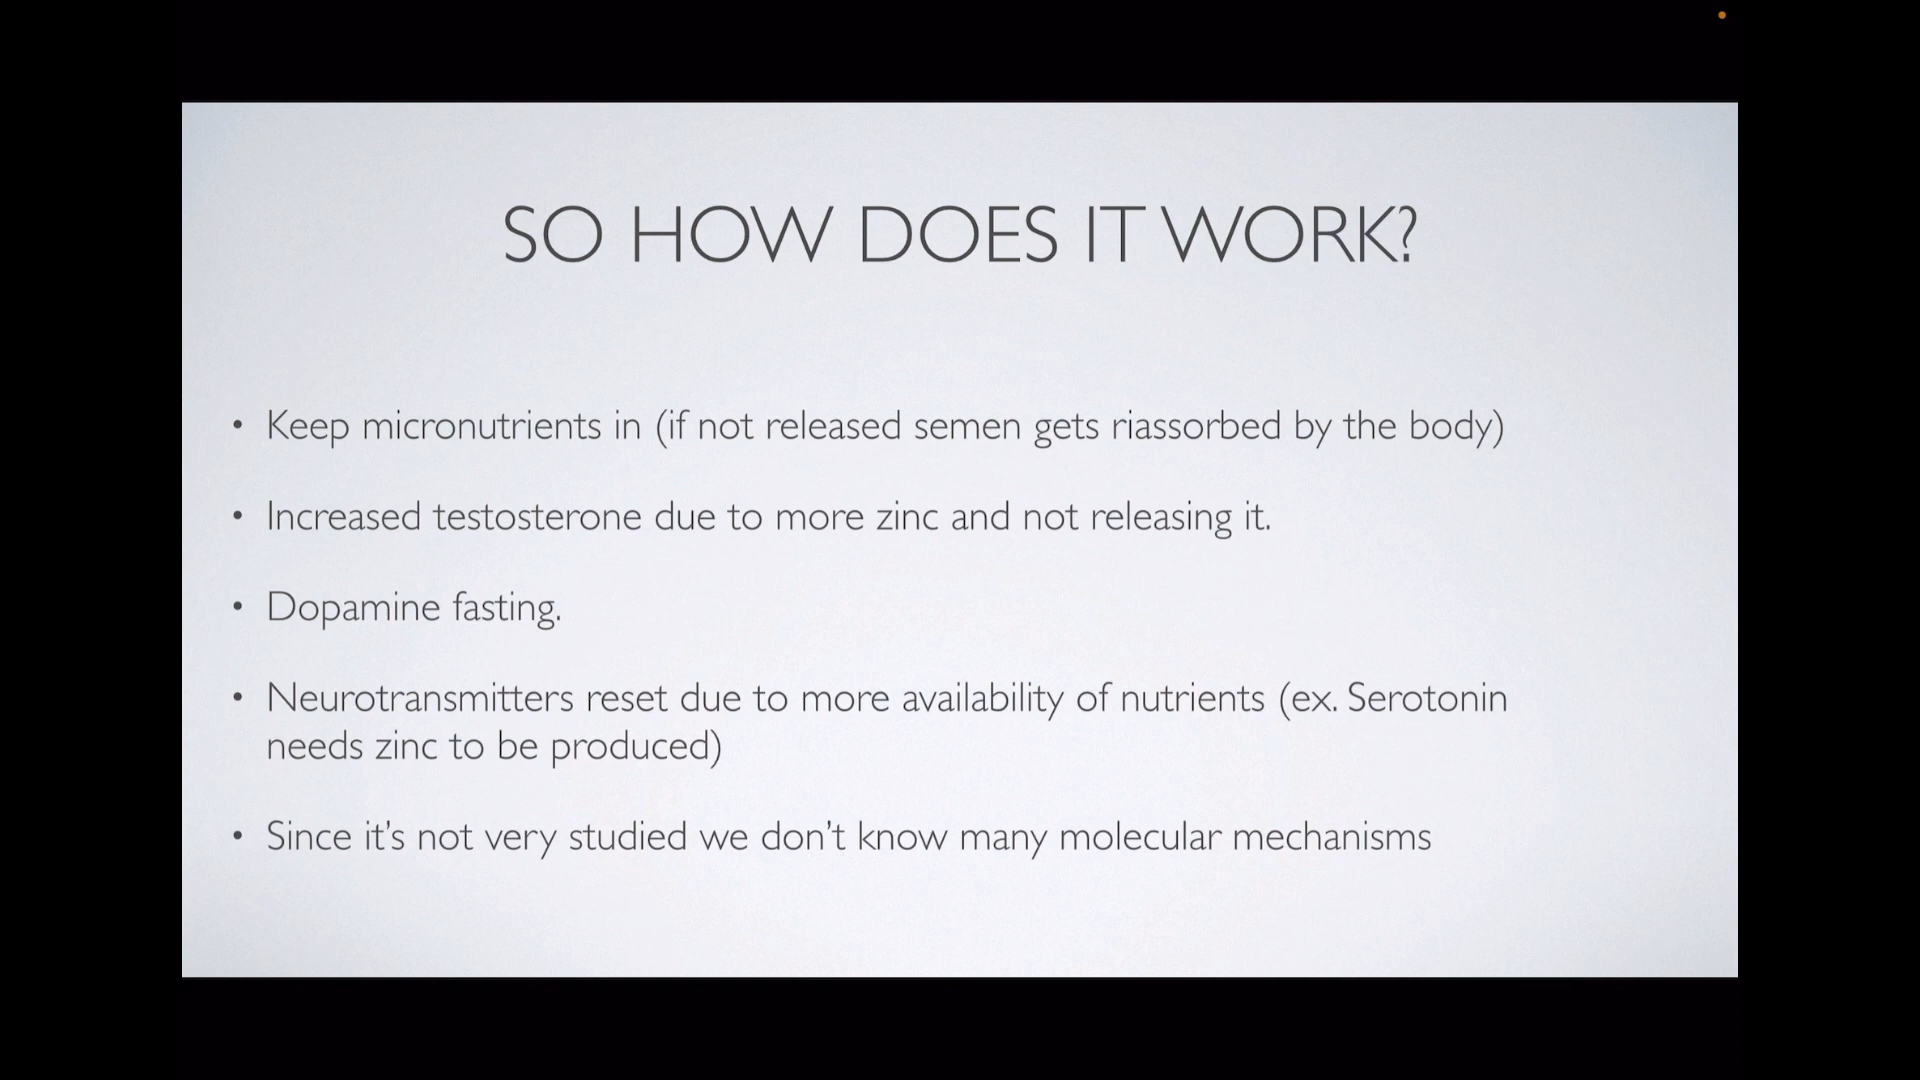 SO HOW DOES IT WORK?
• Keep micronutrients in (if not released semen gets riassorbed by the body)
• Increased testosterone due to more zinc and not releasing it.
• Dopamine fasting.
• Neurotransmitters reset due to more availability of nutrients (ex. Serotonin
needs zinc to be produced)
• Since it’s not very studied we don’t know many molecular mechanisms